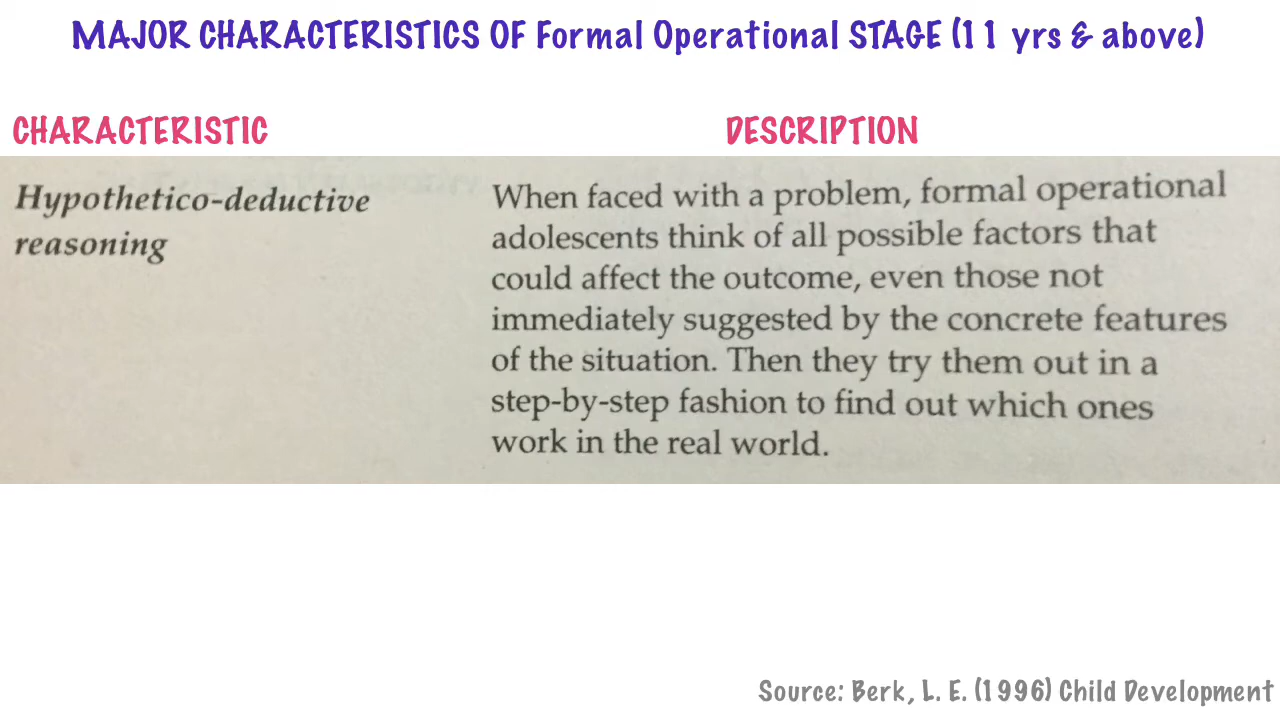 MAJOR CHARACTERISTICS OF Formal Operational STAGE (11 yrs & above)
CHARACTERISTIC DESCRIPTION
Hypothetico-deductive When faced with a problem, formal operational
reasoning adolescents think of all possible factors that
could affect the outcome, even those not
immediately suggested by the concrete features
of the situation. Then they try them out in a
step-by-step fashion to find out which ones
work in the real world.
Source: Berk, L. E. (1996) Child Development